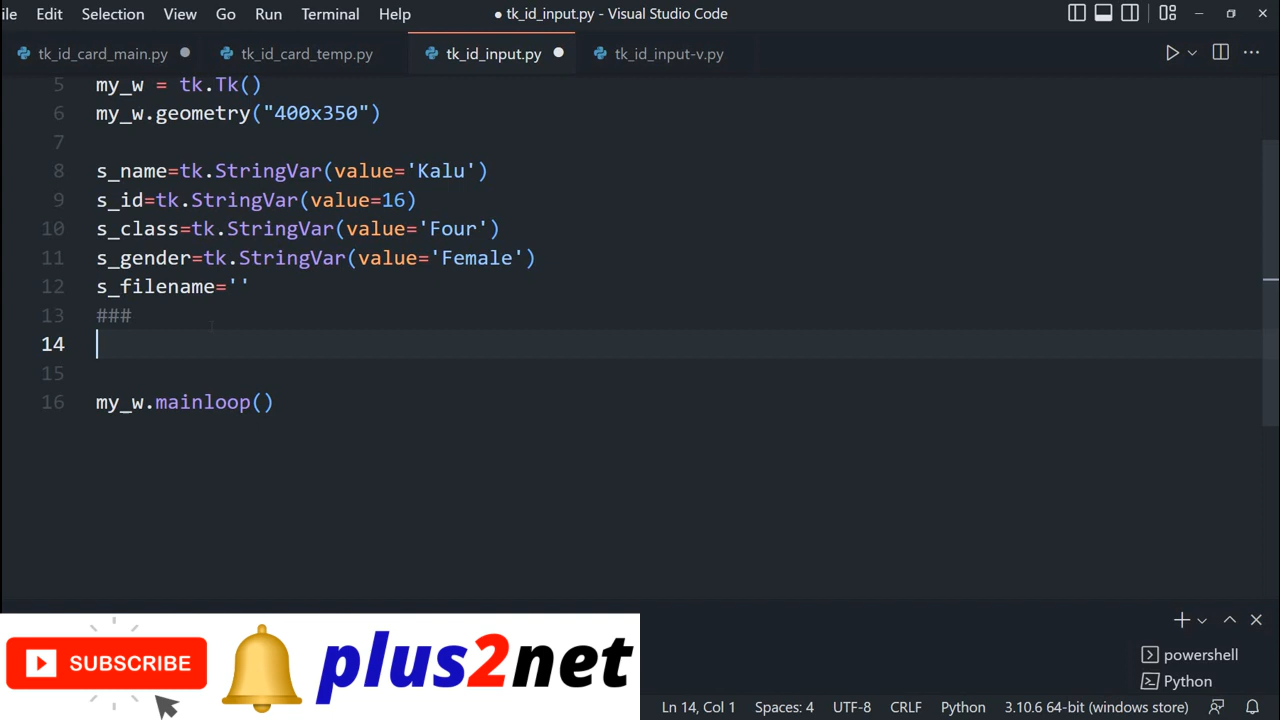 ile Edit Selection View Go Run Terminal Help ● tk_id_input.py - Visual Studio Code
tk_id_card_main.py tk_id_card_temp.py tk_id_input.py tk_id_input-v.py
5 my_w = tk.Tk()
6 my_w.geometry("400x350")
7
8 s_name=tk.StringVar(value='Kalu')
9 s_id=tk.StringVar(value=16)
10 s_class=tk.StringVar(value='Four')
11 s_gender=tk.StringVar(value='Female')
12 s_filename=''
13 ###
14
15
16 my_w.mainloop()
powershell
SUBSCRIBE plus2net
Python
Ln 14, Col 1 Spaces: 4 UTF-8 CRLF Python 3.10.6 64-bit (windows store)